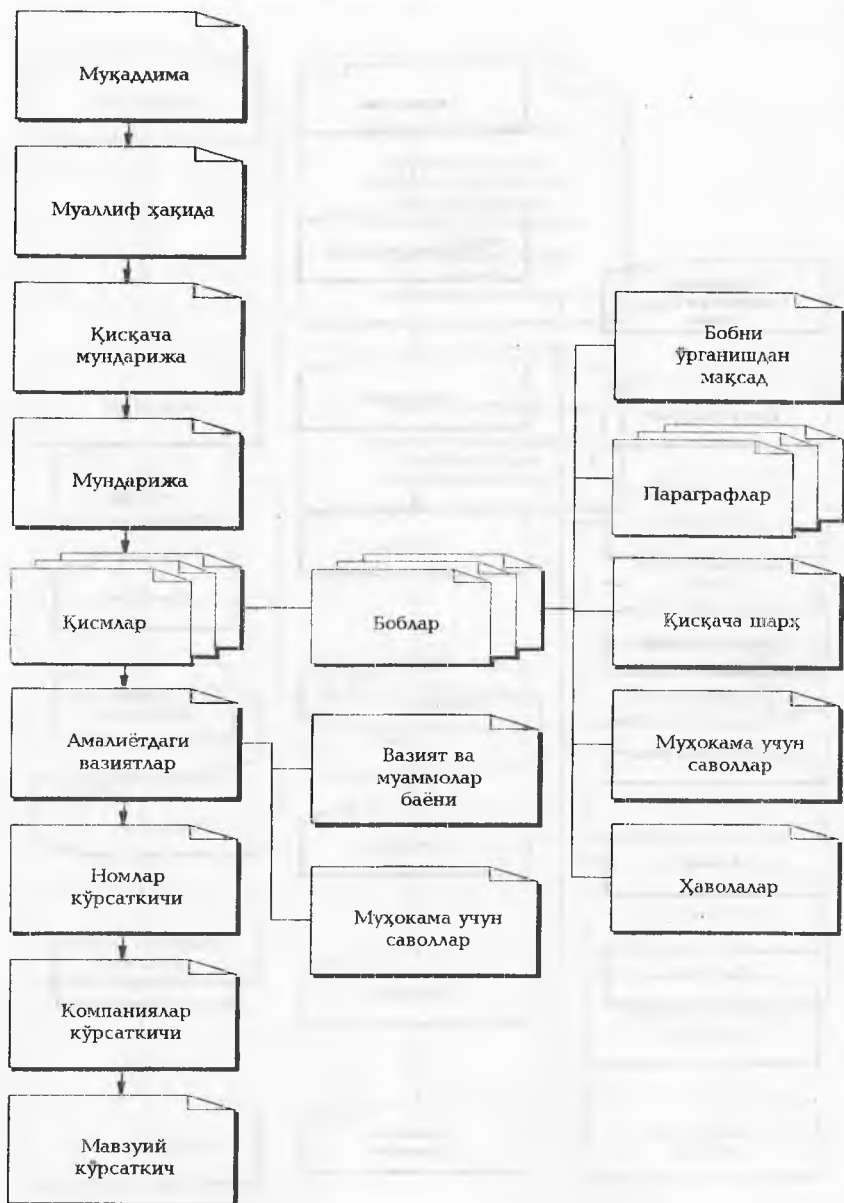 Муқаддима
Муаллиф ҳақида
Қисқача
мундарижа
Мундарижа
Қисмлар
Амалиётдаги
вазиятлар
Номлар
кўрсаткичи
Компаниялар
кўрсаткичи
Мавзуий
кўрсаткич
Боблар
Вазият ва
муаммолар
баёни
Муҳокама учун
саволлар
Бобни
ўрганишдан
мақсад
Параграфлар
Қисқача шарҳ
Муҳокама учун
саволлар
Ҳаволалар